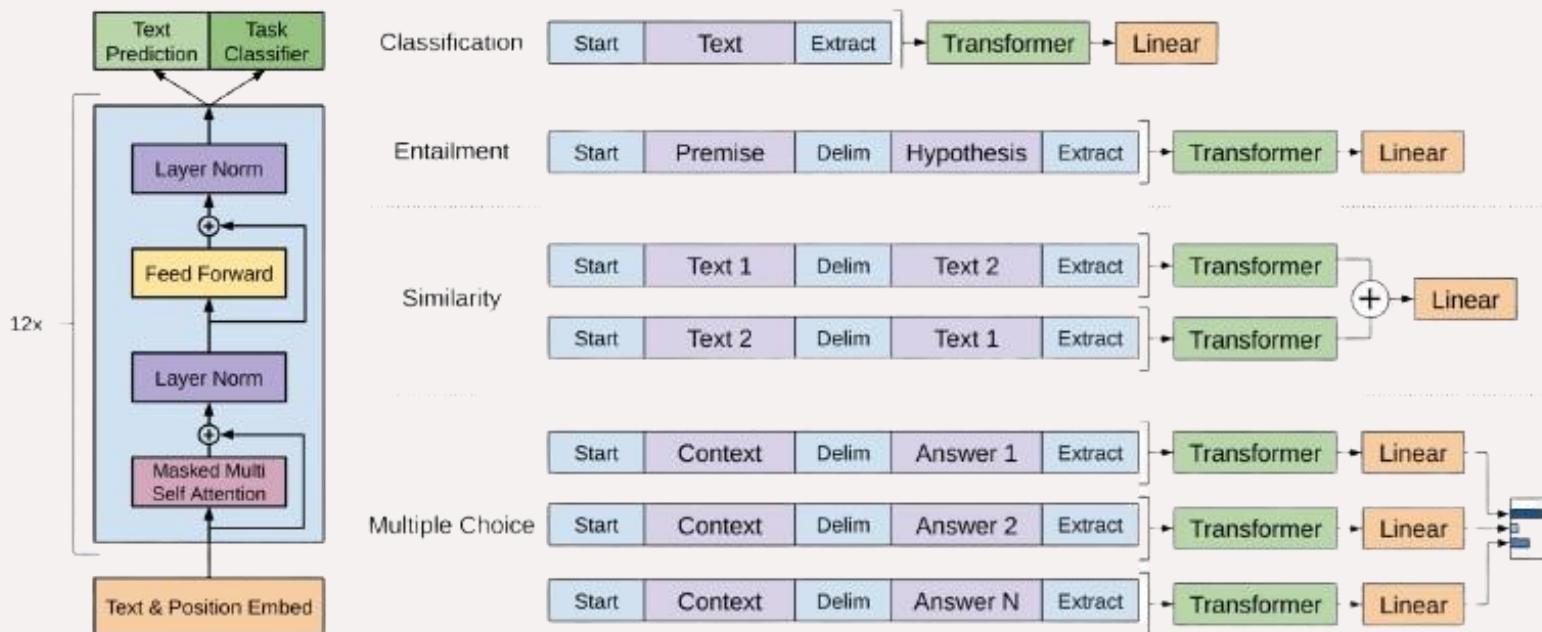 Text
Prediction
Task
Classifier
12x
Layer Norm
Feed Forward
Layer Norm
Masked Multi
Self Attention
Text & Position Embed
Classification
Start Text Extract Transformer Linear
Entailment
Start Premise Delim Hypothesis Extract Transformer Linear
Similarity
Start Text 1 Delim Text 2 Extract Transformer
Start Text 2 Delim Text 1 Extract Transformer
Linear
Multiple Choice
Start Context Delim Answer 1 Extract Transformer Linear
Start Context Delim Answer 2 Extract Transformer Linear
Start Context Delim Answer N Extract Transformer Linear